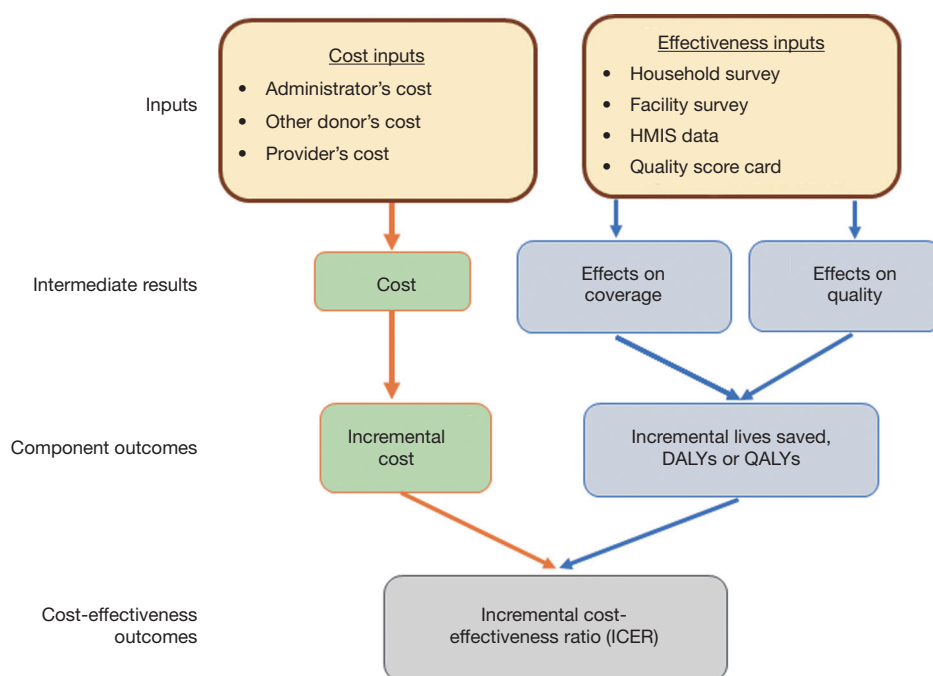 Inputs
Cost inputs
• Administrator's cost
• Other donor's cost
• Provider's cost
Effectiveness inputs
• Household survey
• Facility survey
• HMIS data
• Quality score card
Intermediate results
Cost
Effects on
coverage
Effects on
quality
Component outcomes
Incremental
cost
Incremental lives saved,
DALYs or QALYs
Cost-effectiveness
outcomes
Incremental cost-
effectiveness ratio (ICER)